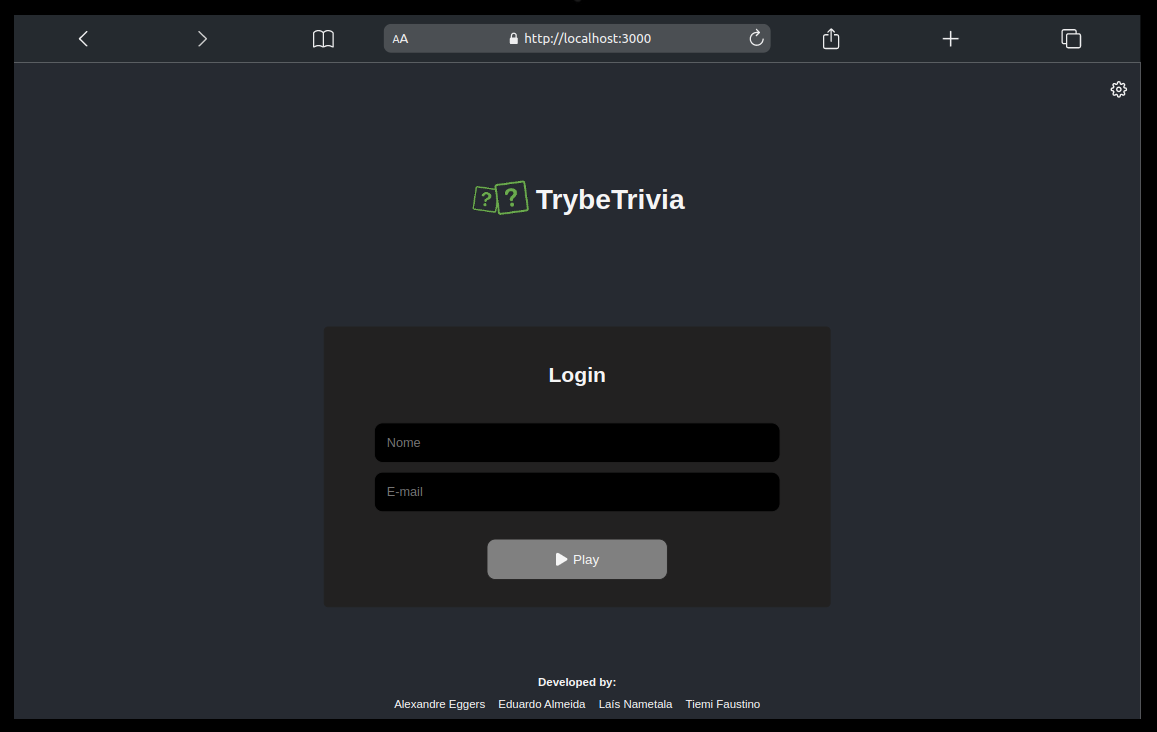 AA http://localhost:3000
? ? TrybeTrivia
Login
Nome
E-mail
Play
Developed by:
Alexandre Eggers Eduardo Almeida Laís Nametala Tiemi Faustino